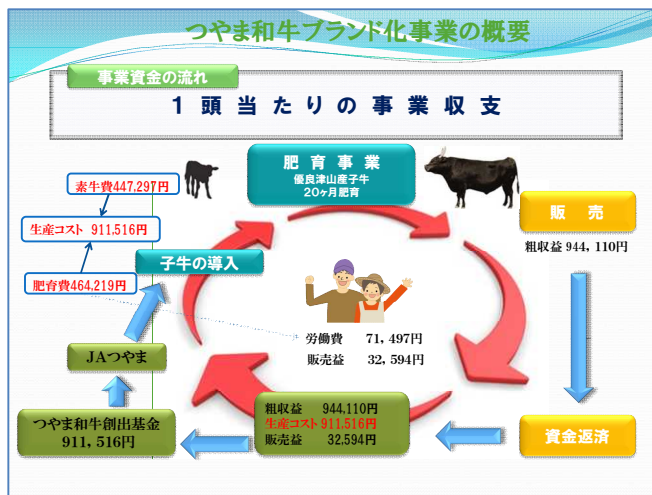 つやま和牛ブランド化事業の概要
事業資金の流れ
1頭当たりの事業収支
肥育事業
優良津山産子牛
20ヶ月肥育
素牛費447,297円
生産コスト 911,516円
肥育費464,219円
子牛の導入
販売
粗収益 944,110円
労働費 71,497円
販売益 32,594円
JAつやま
つやま和牛創出基金
911,516円
粗収益 944.110円
生産コスト 911,516円
販売益 32.594円
資金返済